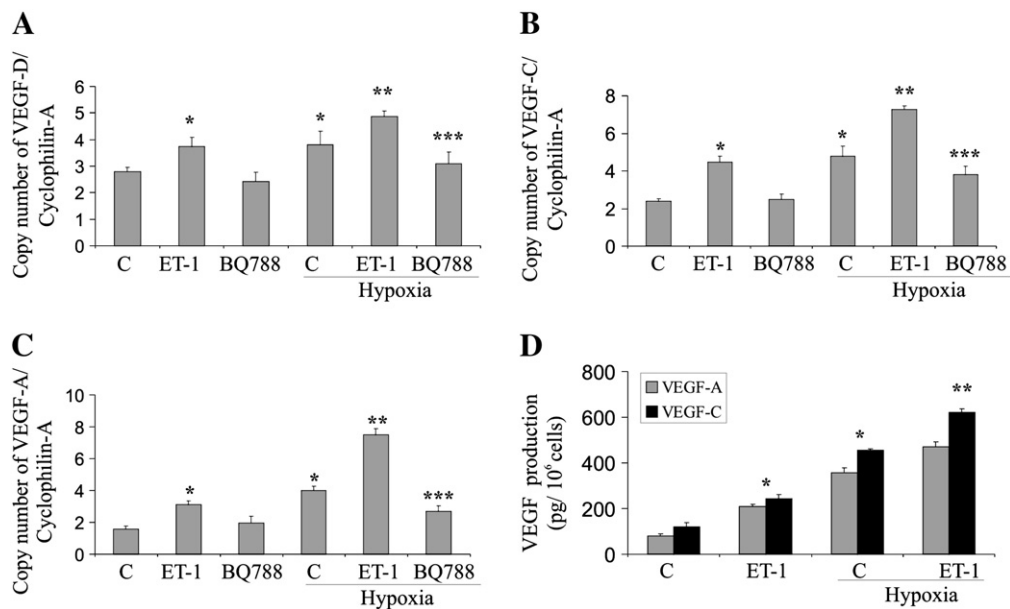 A
Copy number of VEGF-D/
Cyclophilin-A
6
5
4
3
2
1
0
*
*
**
***
C ET-1 BQ788 C ET-1 BQ788
Hypoxia
B
Copy number of VEGF-C/
Cyclophilin-A
8
6
4
2
0
*
*
**
***
C ET-1 BQ788 C ET-1 BQ788
Hypoxia
C
Copy number of VEGF-A/
Cyclophilin-A
10
8
6
4
2
0
*
*
**
***
C ET-1 BQ788 C ET-1 BQ788
Hypoxia
D
VEGF production
(pg/ 10⁶ cells)
800
600
400
200
0
VEGF-A
VEGF-C
*
*
**
C ET-1 C ET-1
Hypoxia